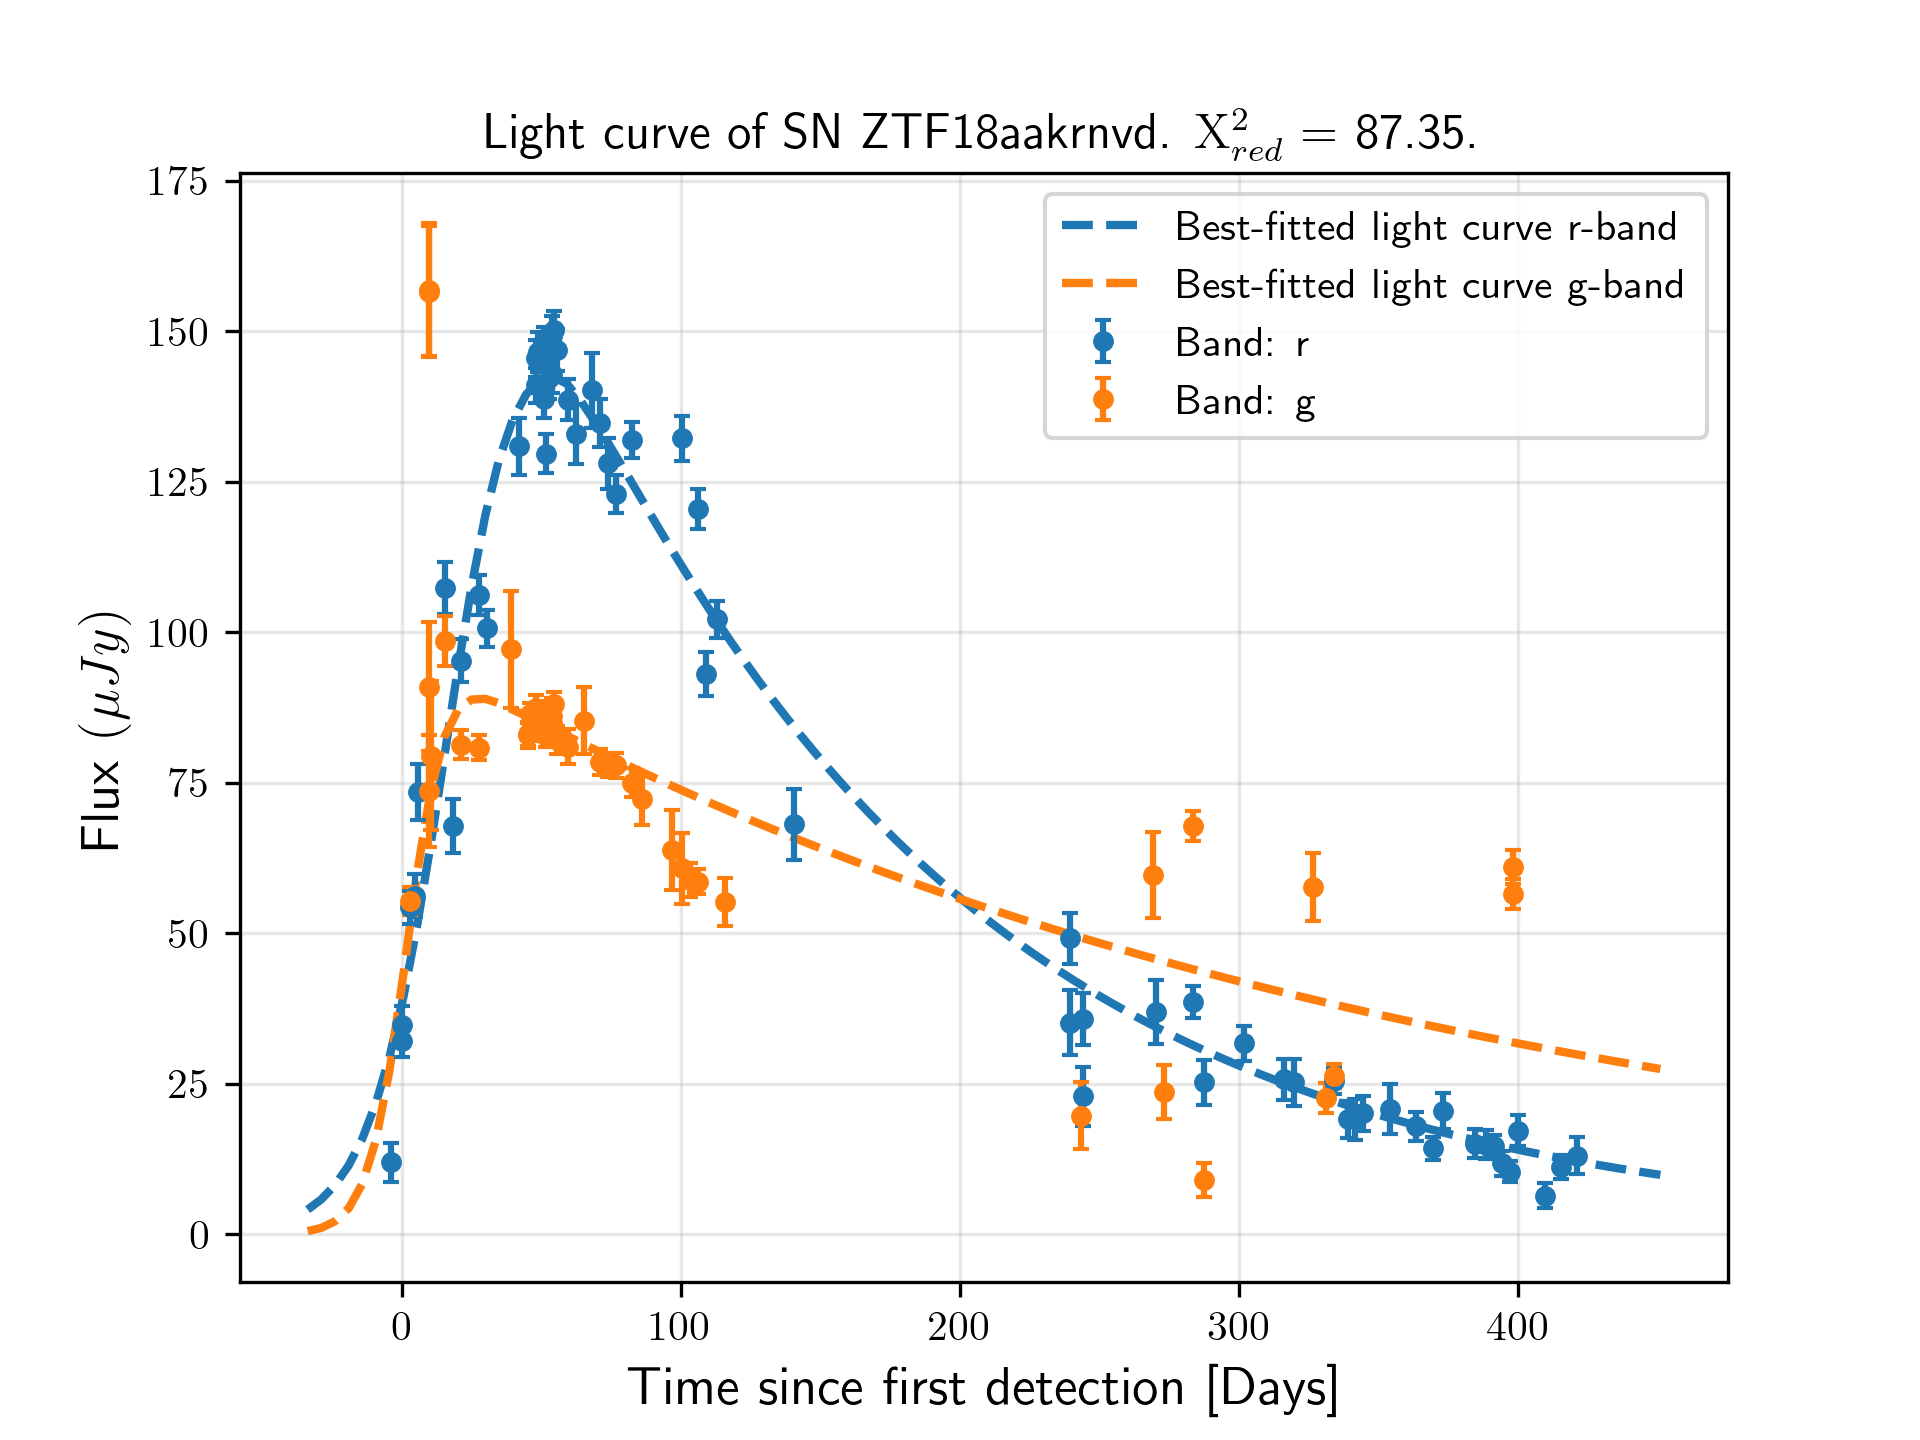 Light curve of SN ZTF18aakrnvd. X²red = 87.35.
175
150
125
100
75
50
25
0
Flux (μJy)
Best-fitted light curve r-band
Best-fitted light curve g-band
Band: r
Band: g
0 100 200 300 400
Time since first detection [Days]